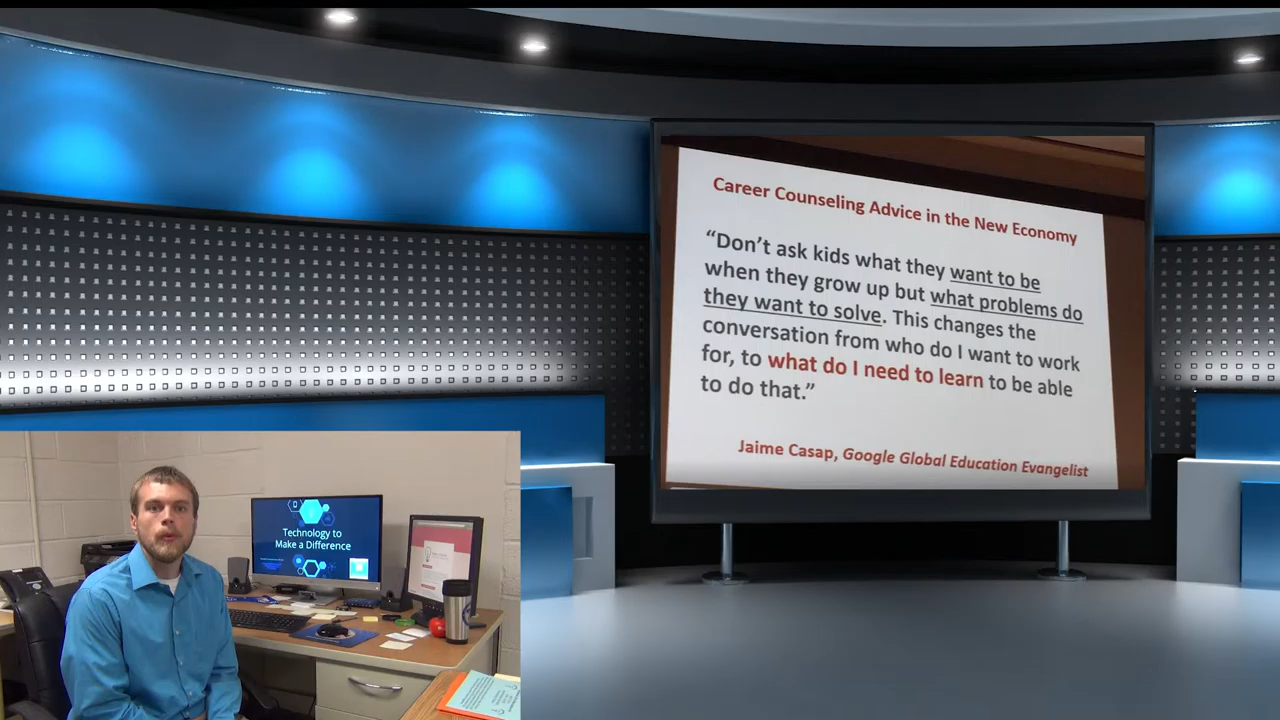 Career Counseling Advice in the New Economy
“Don’t ask kids what they want to be
when they grow up but what problems do
they want to solve. This changes the
conversation from who do I want to work
for, to what do I need to learn to be able
to do that.”
Jaime Casap, Google Global Education Evangelist
Technology to
Make a Difference